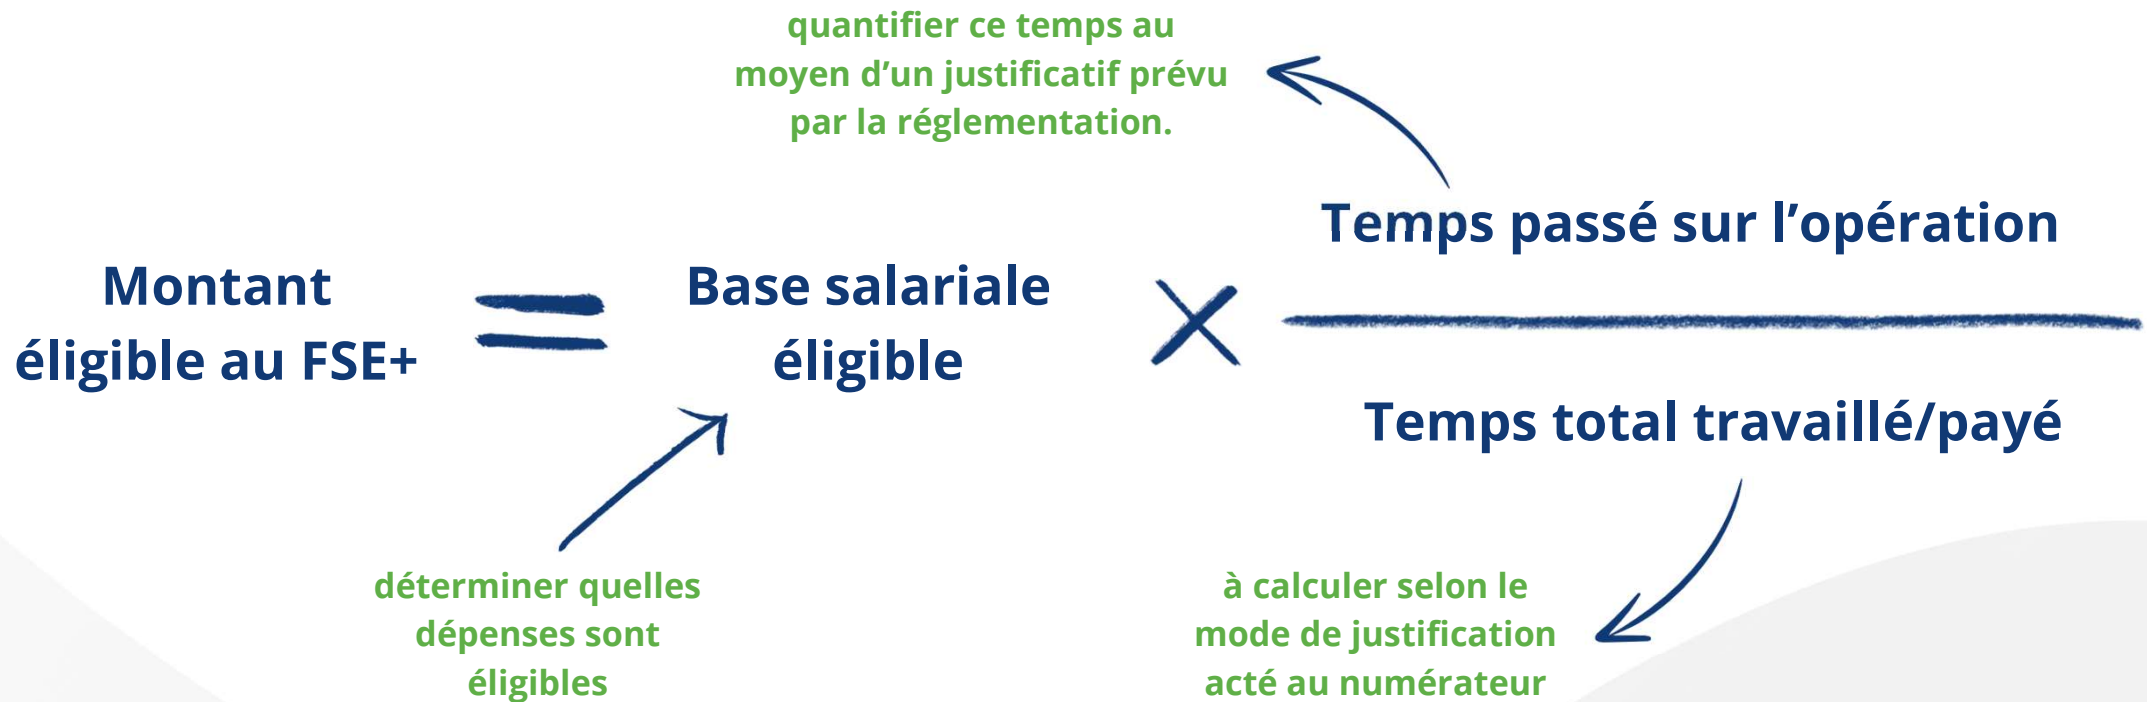 quantifier ce temps au
moyen d’un justificatif prévu
par la réglementation.
Temps passé sur l’opération
Montant
éligible au FSE+
=
Base salariale
éligible
×
Temps total travaillé/payé
déterminer quelles
dépenses sont
éligibles
à calculer selon le
mode de justification
acté au numérateur